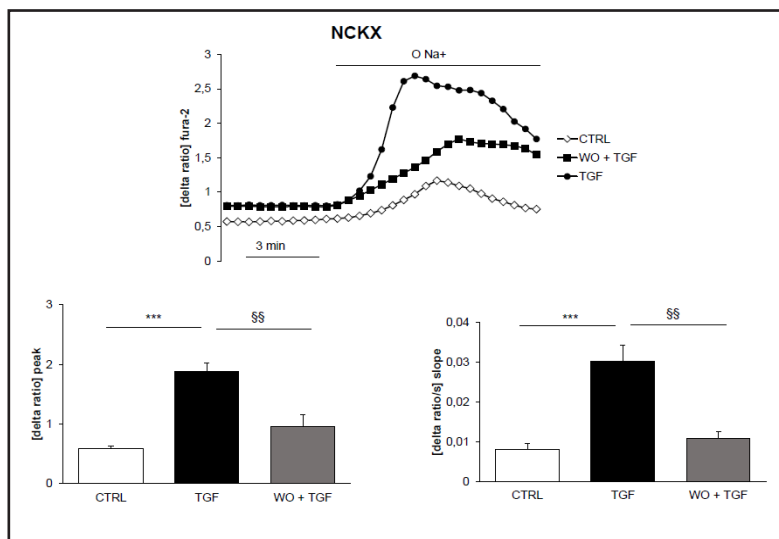 NCKX
O Na+
3
2,5
2
1,5
1
0,5
0
[delta ratio] fura-2
3 min
CTRL
WO + TGF
TGF
3
2
1
0
[delta ratio] peak
***
§§
CTRL
TGF
WO + TGF
0,04
0,03
0,02
0,01
0,00
[delta ratio/s] slope
***
§§
CTRL
TGF
WO + TGF